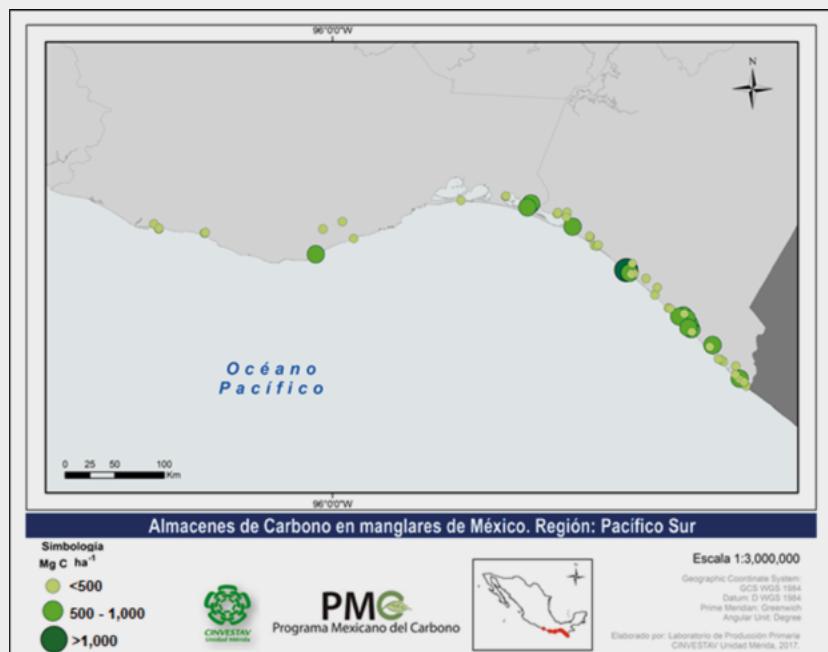 96°0'0"W
N
Océano
Pacífico
0 25 50 100
Km
96°0'0"W
Almacenes de Carbono en manglares de México. Región: Pacífico Sur
Simbología
Mg C ha-1
<500
500 - 1,000
>1,000
CINVESTAV
Unidad Mérida
PMC
Programa Mexicano del Carbono
Escala 1:3,000,000
Geographic Coordinate System:
GCS WGS 1984
Datum: D WGS 1984
Prime Meridian: Greenwich
Angular Unit: Degree
Elaborado por: Laboratorio de Producción Primaria
CINVESTAV Unidad Mérida, 2017.